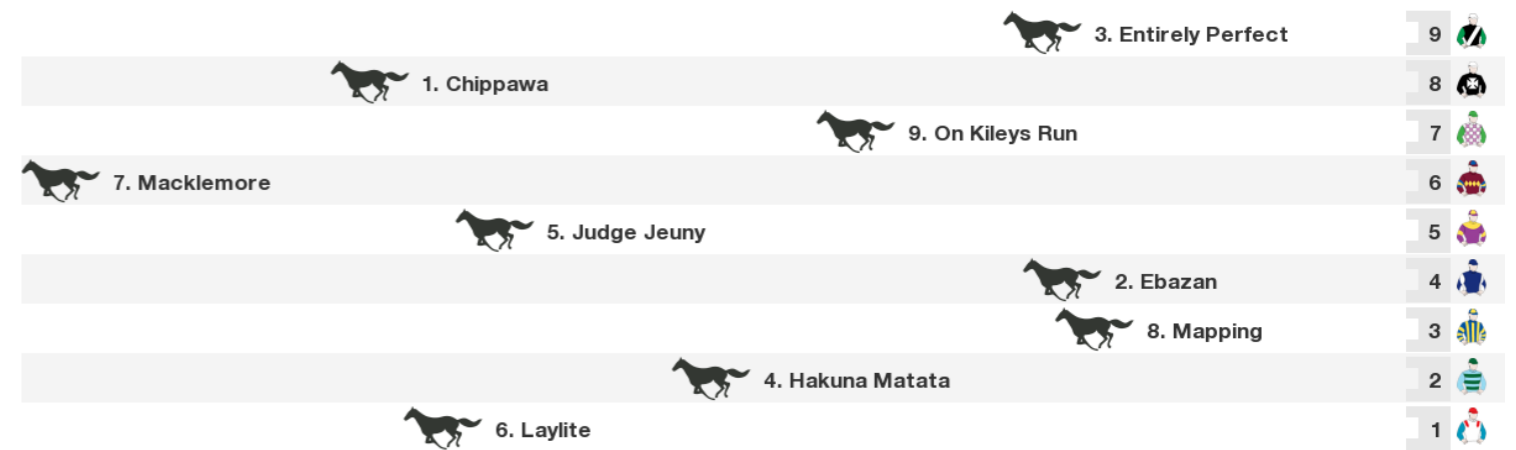 3. Entirely Perfect 9
1. Chippawa 8
9. On Kileys Run 7
7. Macklemore 6
5. Judge Jeuny 5
2. Ebazan 4
8. Mapping 3
4. Hakuna Matata 2
6. Laylite 1